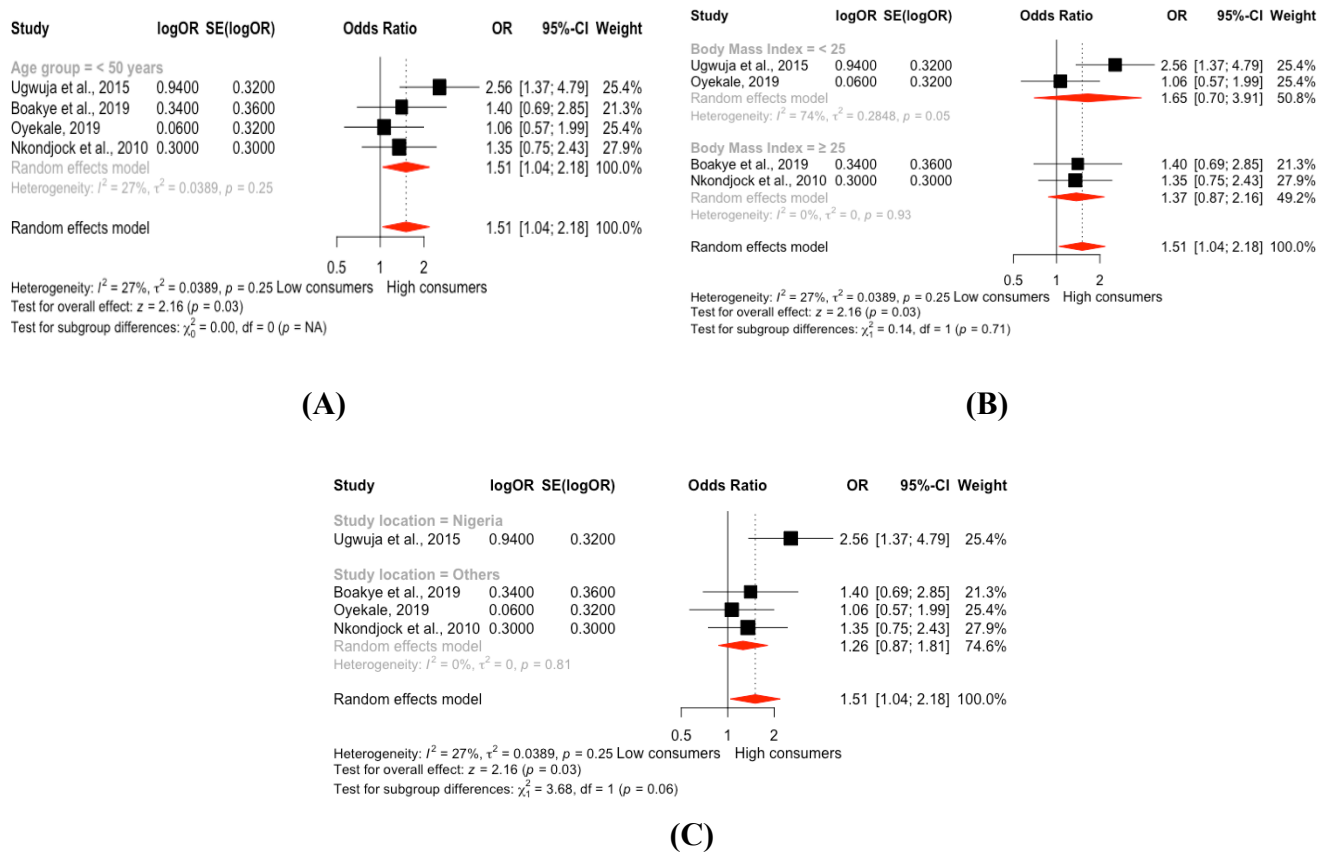 Study logOR SE(logOR) Odds Ratio OR 95%-CI Weight
Age group = < 50 years
Ugwuja et al., 2015 0.9400 0.3200 2.56 [1.37; 4.79] 25.4%
Boakye et al., 2019 0.3400 0.3600 1.40 [0.69; 2.85] 21.3%
Oyekale, 2019 0.0600 0.3200 1.06 [0.57; 1.99] 25.4%
Nkondjock et al., 2010 0.3000 0.3000 1.35 [0.75; 2.43] 27.9%
Random effects model 1.51 [1.04; 2.18] 100.0%
Heterogeneity: I² = 27%, τ² = 0.0389, p = 0.25
Random effects model 1.51 [1.04; 2.18] 100.0%
0.5 1 2
Heterogeneity: I² = 27%, τ² = 0.0389, p = 0.25 Low consumers High consumers
Test for overall effect: z = 2.16 (p = 0.03)
Test for subgroup differences: χ²₀ = 0.00, df = 0 (p = NA)
(A)
Study logOR SE(logOR) Odds Ratio OR 95%-CI Weight
Body Mass Index = < 25
Ugwuja et al., 2015 0.9400 0.3200 2.56 [1.37; 4.79] 25.4%
Oyekale, 2019 0.0600 0.3200 1.06 [0.57; 1.99] 25.4%
Random effects model 1.65 [0.70; 3.91] 50.8%
Heterogeneity: I² = 74%, τ² = 0.2848, p = 0.05
Body Mass Index = ≥ 25
Boakye et al., 2019 0.3400 0.3600 1.40 [0.69; 2.85] 21.3%
Nkondjock et al., 2010 0.3000 0.3000 1.35 [0.75; 2.43] 27.9%
Random effects model 1.37 [0.87; 2.16] 49.2%
Heterogeneity: I² = 0%, τ² = 0, p = 0.93
Random effects model 1.51 [1.04; 2.18] 100.0%
0.5 1 2
Heterogeneity: I² = 27%, τ² = 0.0389, p = 0.25 Low consumers High consumers
Test for overall effect: z = 2.16 (p = 0.03)
Test for subgroup differences: χ²₁ = 0.14, df = 1 (p = 0.71)
(B)
Study logOR SE(logOR) Odds Ratio OR 95%-CI Weight
Study location = Nigeria
Ugwuja et al., 2015 0.9400 0.3200 2.56 [1.37; 4.79] 25.4%
Study location = Others
Boakye et al., 2019 0.3400 0.3600 1.40 [0.69; 2.85] 21.3%
Oyekale, 2019 0.0600 0.3200 1.06 [0.57; 1.99] 25.4%
Nkondjock et al., 2010 0.3000 0.3000 1.35 [0.75; 2.43] 27.9%
Random effects model 1.26 [0.87; 1.81] 74.6%
Heterogeneity: I² = 0%, τ² = 0, p = 0.81
Random effects model 1.51 [1.04; 2.18] 100.0%
0.5 1 2
Heterogeneity: I² = 27%, τ² = 0.0389, p = 0.25 Low consumers High consumers
Test for overall effect: z = 2.16 (p = 0.03)
Test for subgroup differences: χ²₁ = 3.68, df = 1 (p = 0.06)
(C)